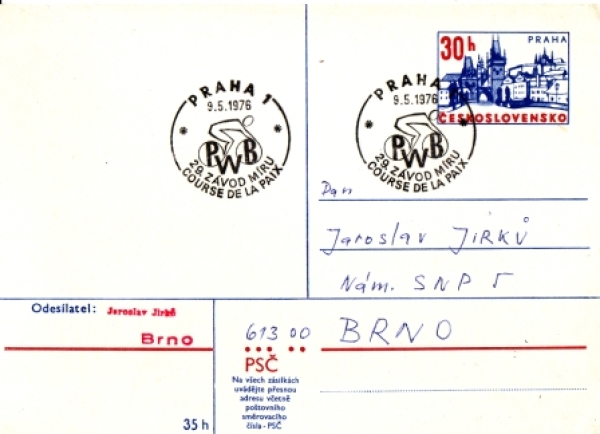 30h
PRAHA
ČESKOSLOVENSKO
PRAHA 1
9.5.1976
PWB
29. ZÁVOD MÍRU
COURSE DE LA PAIX
PRAHA 1
9.5.1976
PWB
29. ZÁVOD MÍRU
COURSE DE LA PAIX
Pan
Jaroslav JIRKŮ
Nám. SNP 5
613 00 BRNO
Odesílatel: Jaroslav Jirků
Brno
35 h
PSČ
Na všech zásilkách
uvádějte přesnou
adresu včetně
poštovního
směrovacího
čísla - PSČ